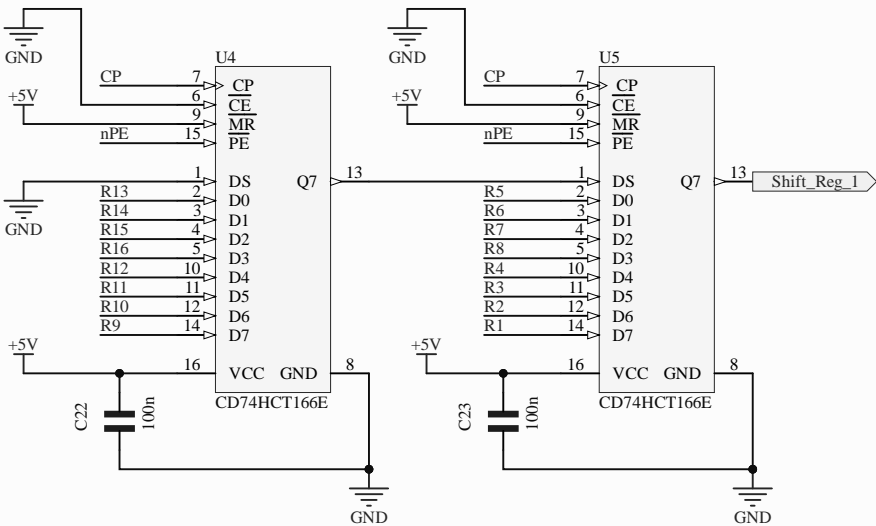 GND
+5V
CP
7
6
9
nPE
15
U4
CP
CE
MR
PE
GND
1
R13
2
R14
3
R15
4
R16
5
R12
10
R11
11
R10
12
R9
14
DS
D0
D1
D2
D3
D4
D5
D6
D7
Q7
13
+5V
16
VCC
GND
8
CD74HCT166E
C22
100n
GND
GND
+5V
CP
7
6
9
nPE
15
U5
CP
CE
MR
PE
1
R5
2
R6
3
R7
4
R8
5
R4
10
R3
11
R2
12
R1
14
DS
D0
D1
D2
D3
D4
D5
D6
D7
Q7
13
Shift_Reg_1
+5V
16
VCC
GND
8
CD74HCT166E
C23
100n
GND